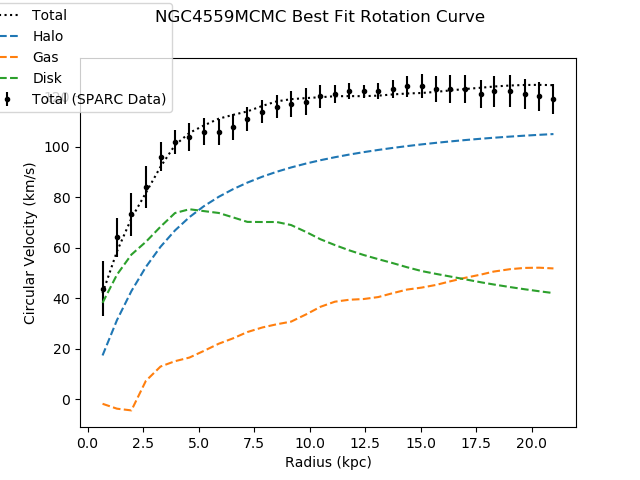 NGC4559MCMC Best Fit Rotation Curve
Total
Halo
Gas
Disk
Total (SPARC Data)
Circular Velocity (km/s)
120
100
80
60
40
20
0
0.0 2.5 5.0 7.5 10.0 12.5 15.0 17.5 20.0
Radius (kpc)